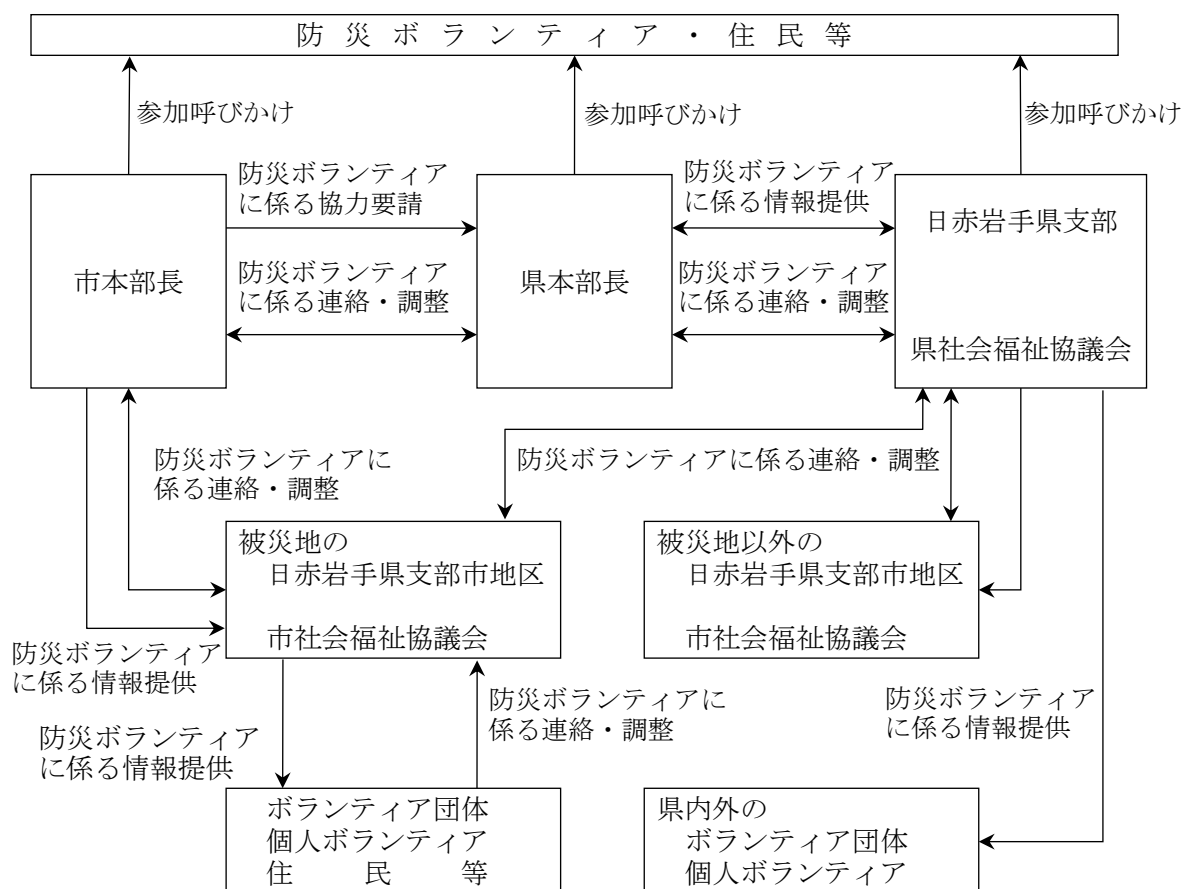 防災ボランティア・住民等
参加呼びかけ
参加呼びかけ
参加呼びかけ
防災ボランティア
に係る協力要請
防災ボランティア
に係る情報提供
市本部長
防災ボランティア
に係る連絡・調整
県本部長
防災ボランティア
に係る連絡・調整
日赤岩手県支部
県社会福祉協議会
防災ボランティアに
係る連絡・調整
防災ボランティアに係る連絡・調整
被災地の
日赤岩手県支部市地区
市社会福祉協議会
被災地以外の
日赤岩手県支部市地区
市社会福祉協議会
防災ボランティア
に係る情報提供
防災ボランティア
に係る情報提供
防災ボランティアに
係る連絡・調整
防災ボランティア
に係る情報提供
ボランティア団体
個人ボランティア
住民等
県内外の
ボランティア団体
個人ボランティア